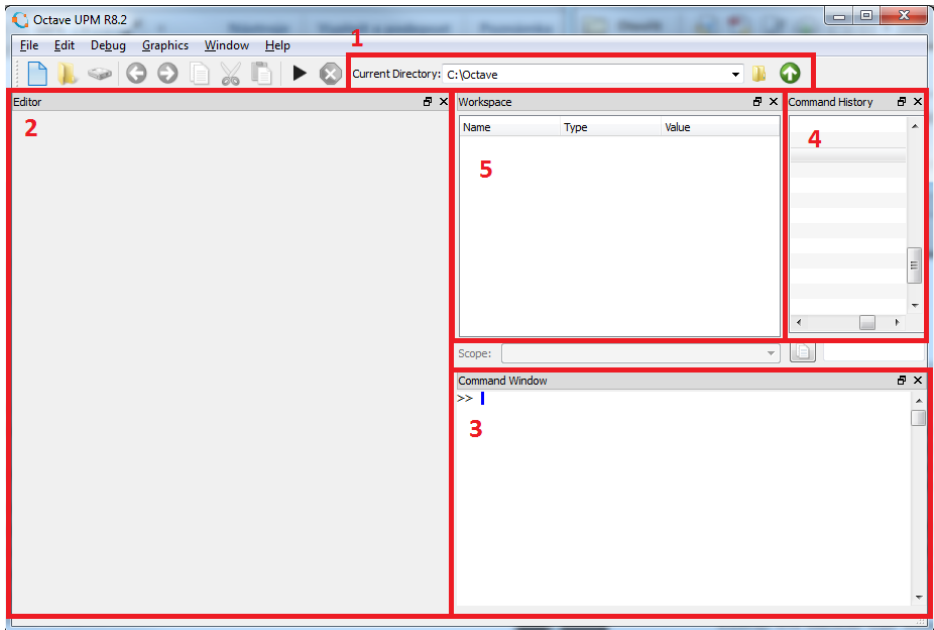 Octave UPM R8.2
File Edit Debug Graphics Window Help
1
Current Directory: C:\Octave
Editor
2
Workspace
Name Type Value
5
Command History
4
Scope:
Command Window
>>
3